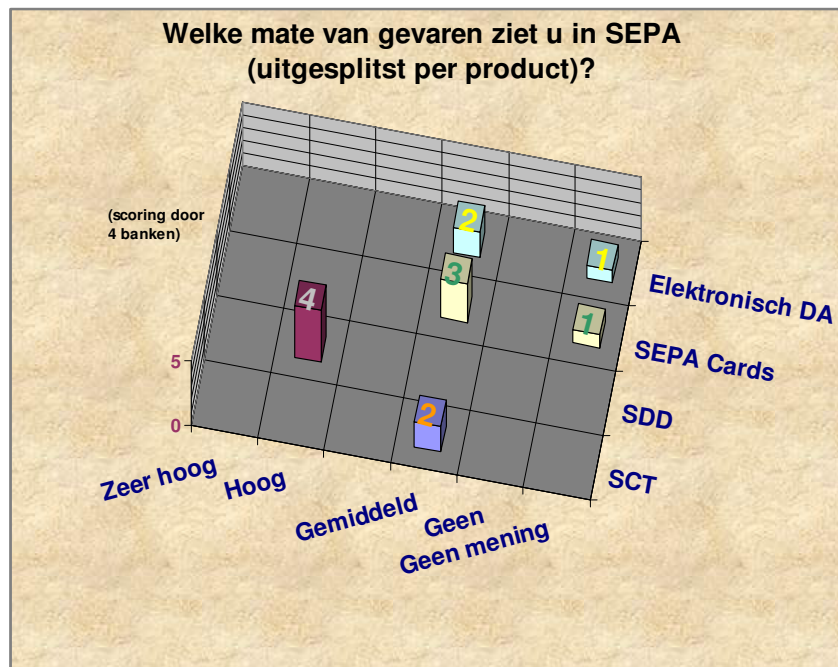 Welke mate van gevaren ziet u in SEPA
(uitgesplitst per product)?
(scoring door
4 banken)
2
1
3
1
4
2
5
0
Elektronisch DA
SEPA Cards
SDD
SCT
Zeer hoog
Hoog
Gemiddeld
Geen
Geen mening